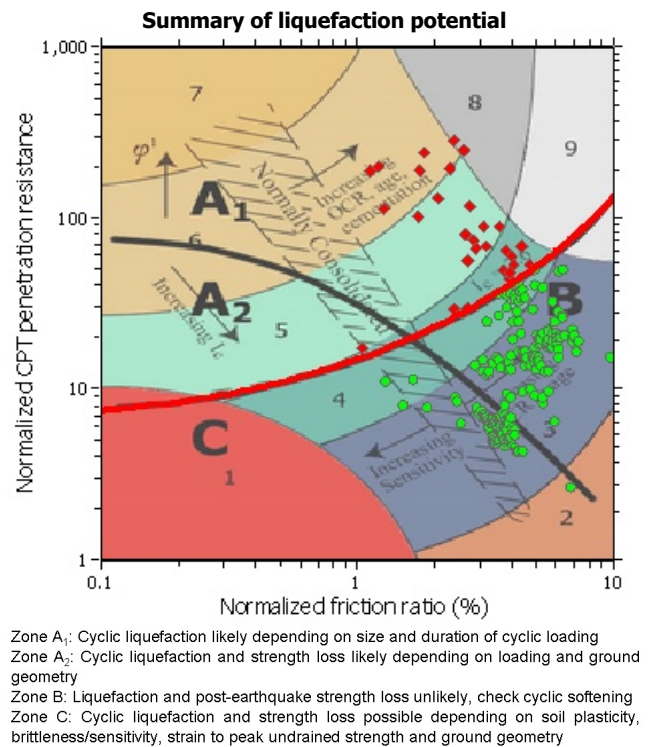 Summary of liquefaction potential
Normalized CPT penetration resistance
1,000
100
10
1
7
8
9
φ'
A1
Normally Consolidated
Increasing
OCR, age,
cementation
6
A2
Increasing
5
B
4
3
age
C
1
Increasing
Sensitivity
2
0.1
1
10
Normalized friction ratio (%)
Zone A1: Cyclic liquefaction likely depending on size and duration of cyclic loading
Zone A2: Cyclic liquefaction and strength loss likely depending on loading and ground
geometry
Zone B: Liquefaction and post-earthquake strength loss unlikely, check cyclic softening
Zone C: Cyclic liquefaction and strength loss possible depending on soil plasticity,
brittleness/sensitivity, strain to peak undrained strength and ground geometry